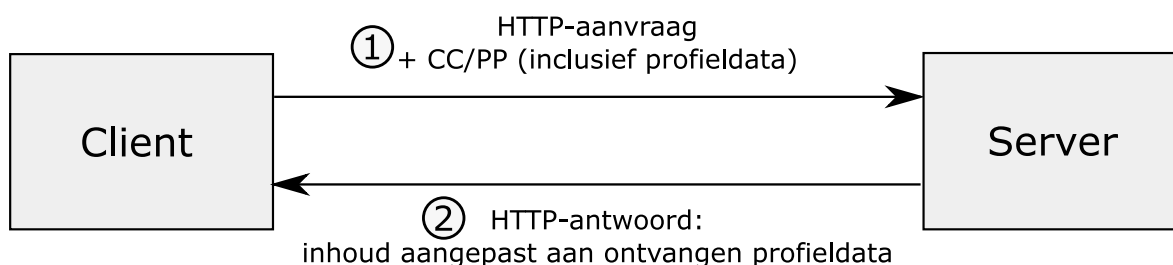 HTTP-aanvraag
1 + CC/PP (inclusief profieldata)
Client
Server
2 HTTP-antwoord:
inhoud aangepast aan ontvangen profieldata